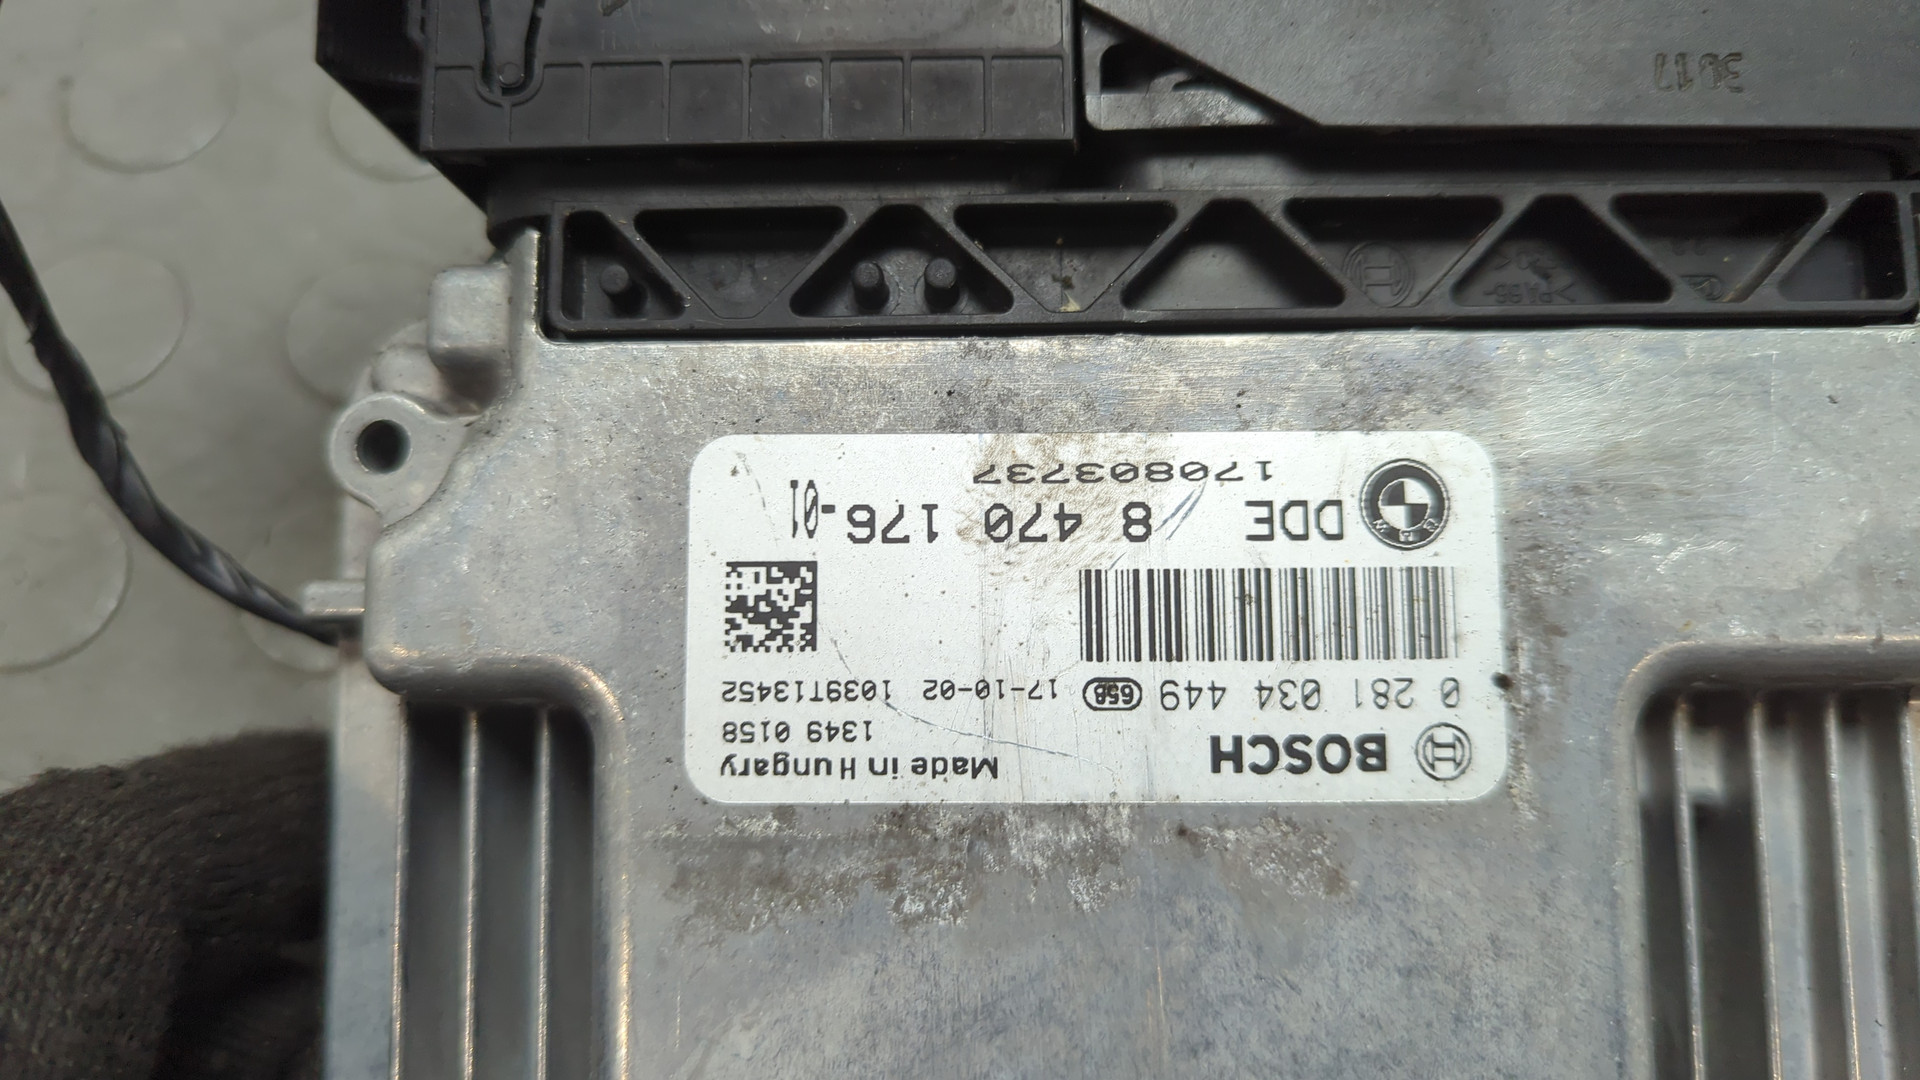 BOSCH
Made in Hungary
1349 0158
0 281 034 449 65B 17-10-02 1039T13452
DDE 8 470 176-01
170803737